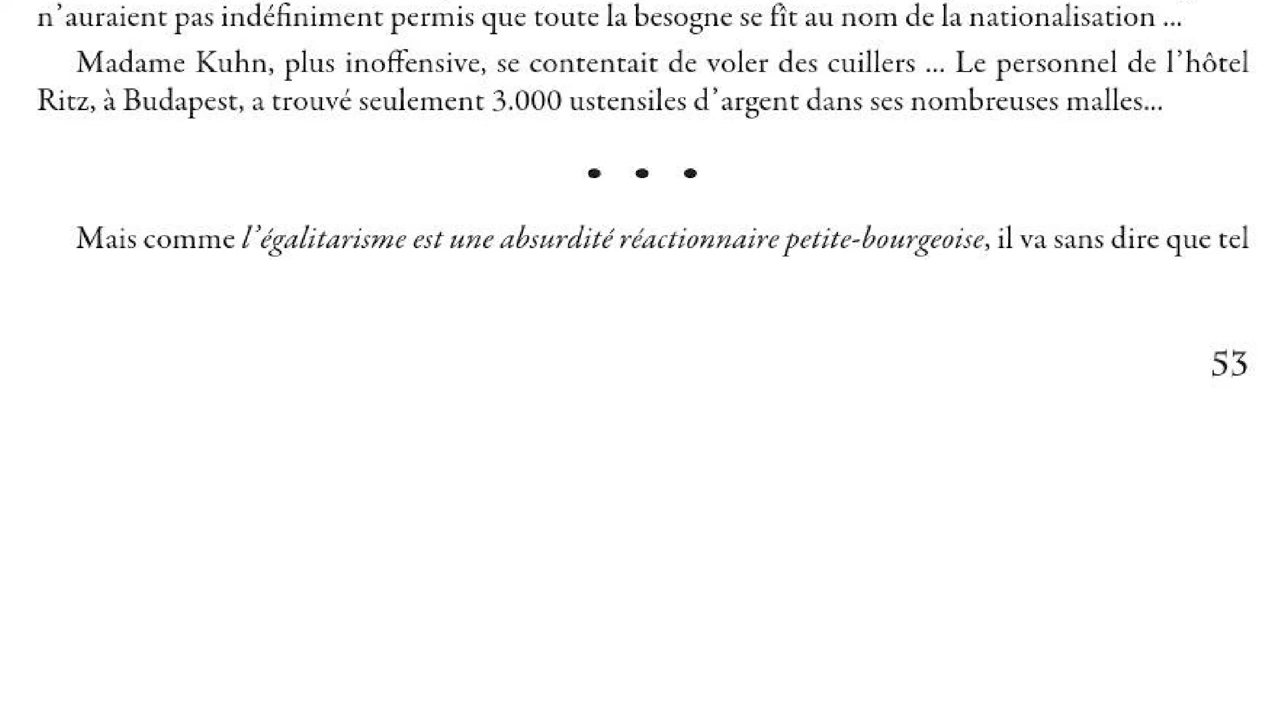 n’auraient pas indéfiniment permis que toute la besogne se fît au nom de la nationalisation ...
Madame Kuhn, plus inoffensive, se contentait de voler des cuillers ... Le personnel de l’hôtel
Ritz, à Budapest, a trouvé seulement 3.000 ustensiles d’argent dans ses nombreuses malles...
• • •
Mais comme l’égalitarisme est une absurdité réactionnaire petite-bourgeoise, il va sans dire que tel
53